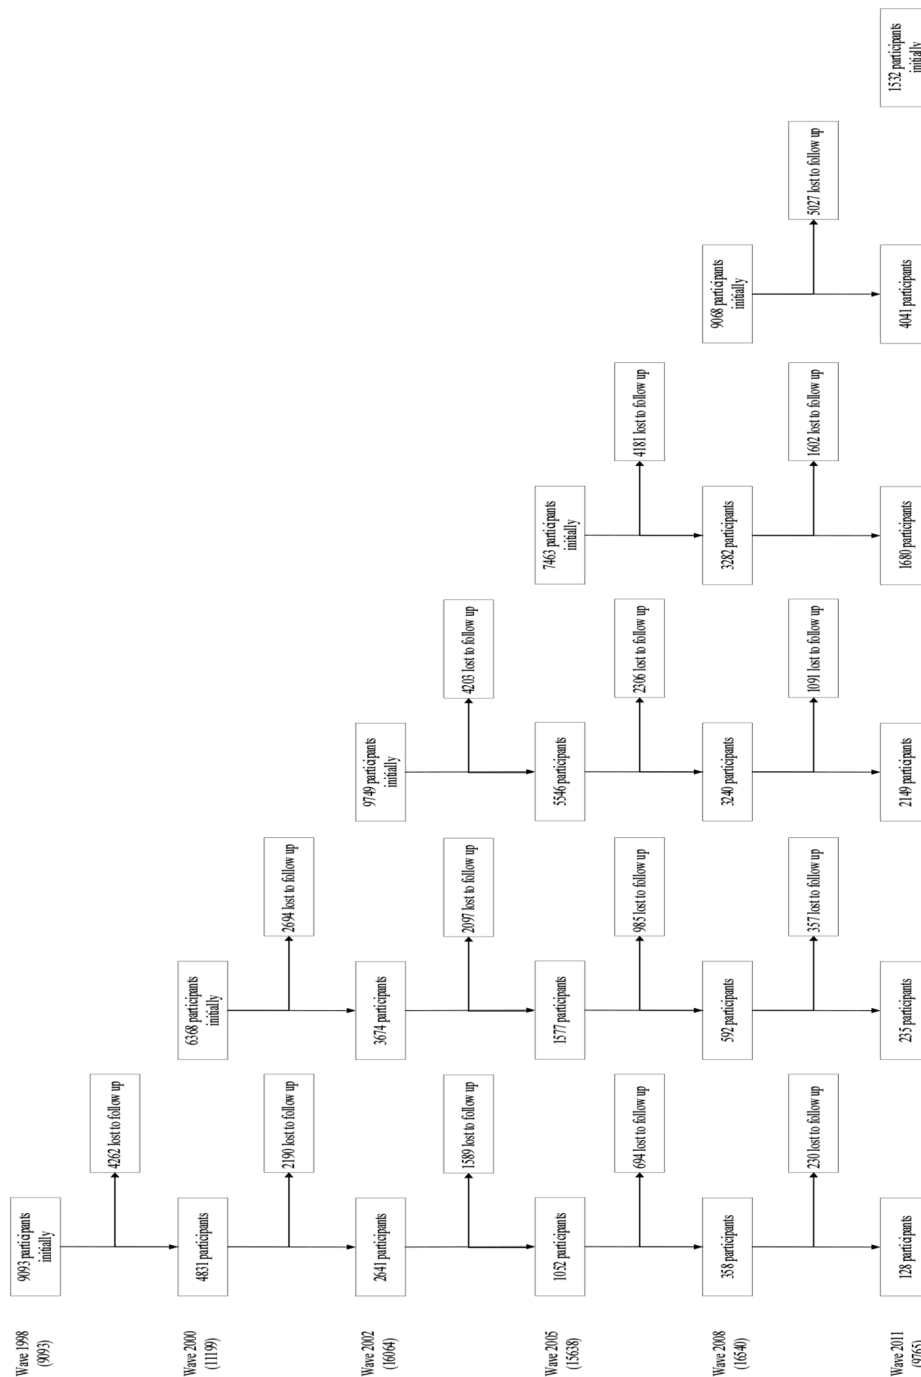 Wave 1998
(9093)
9093 participants
initially
4262 lost to follow up
Wave 2000
(11199)
4831 participants
6368 participants
initially
2190 lost to follow up
2694 lost to follow up
Wave 2002
(16064)
2641 participants
3674 participants
9749 participants
initially
1589 lost to follow up
2097 lost to follow up
4203 lost to follow up
Wave 2005
(15638)
1052 participants
1577 participants
5546 participants
7463 participants
initially
694 lost to follow up
985 lost to follow up
2306 lost to follow up
4181 lost to follow up
Wave 2008
(16540)
358 participants
592 participants
3240 participants
3282 participants
9068 participants
initially
230 lost to follow up
357 lost to follow up
1091 lost to follow up
1602 lost to follow up
5027 lost to follow up
Wave 2011
(9765)
128 participants
235 participants
2149 participants
1680 participants
4041 participants
1532 participants
initially